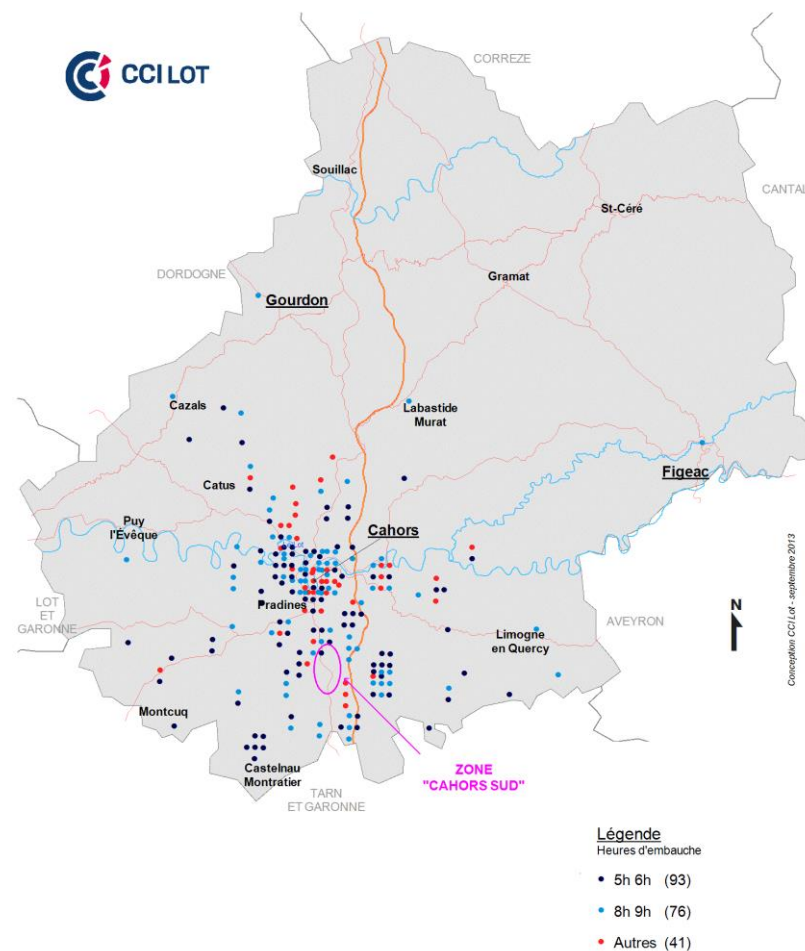 CCI LOT
CORREZE
Souillac
CANTAL
St-Céré
DORDOGNE
Gramat
Gourdon
Cazals
Labastide
Murat
Catus
Figeac
Puy
l'Évêque
Cahors
LOT
ET
GARONNE
Pradines
AVEYRON
N
Limogne
en Quercy
Montcuq
Castelnau
Montratier
ZONE
"CAHORS SUD"
TARN
ET GARONNE
Conception CCI Lot - septembre 2013
Légende
Heures d'embauche
5h 6h (93)
8h 9h (76)
Autres (41)